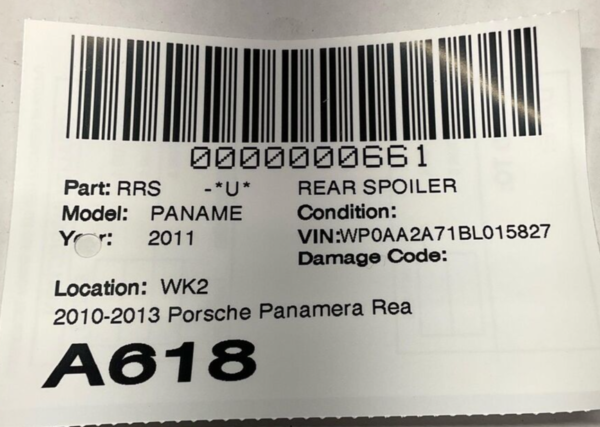 0000000661
Part: RRS -*U* REAR SPOILER
Model: PANAME Condition:
2011 VIN:WP0AA2A71BL015827
Damage Code:
Location: WK2
2010-2013 Porsche Panamera Rea
A618